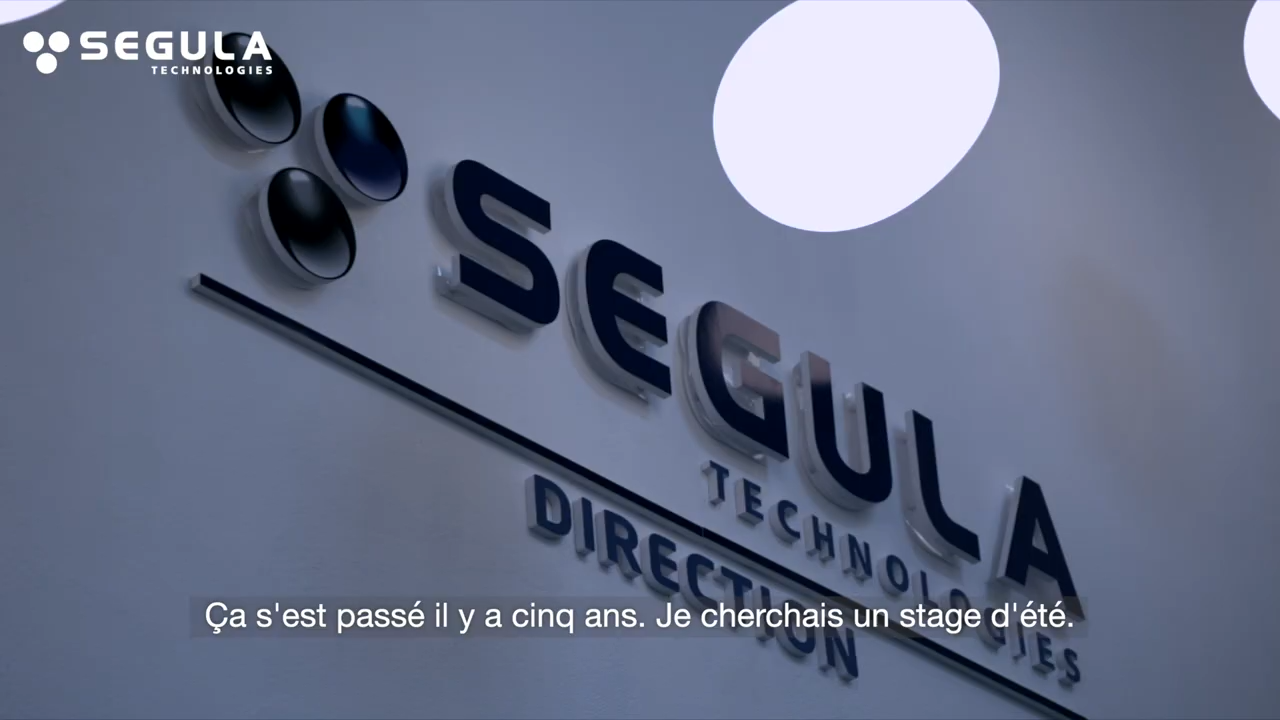 SEGULA
TECHNOLOGIES
SEGULA
TECHNOLOGIES
DIRECTION
Ça s'est passé il y a cinq ans. Je cherchais un stage d'été.